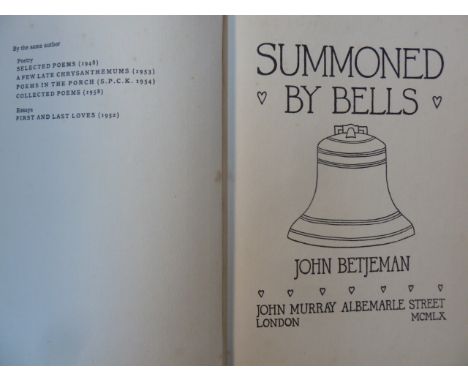 By the same author
Poetry
SELECTED POEMS (1948)
A FEW LATE CHRYSANTHEMUMS (1953)
POEMS IN THE PORCH (S.P.C.K. 1954)
COLLECTED POEMS (1958)
Essays
FIRST AND LAST LOVES (1952)
SUMMONED
BY BELLS
JOHN BETJEMAN
JOHN MURRAY ALBEMARLE STREET
LONDON MCMLX